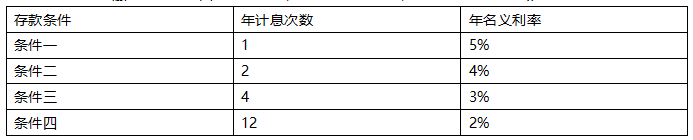 存款条件 年计息次数 年名义利率
条件一 1 5%
条件二 2 4%
条件三 4 3%
条件四 12 2%